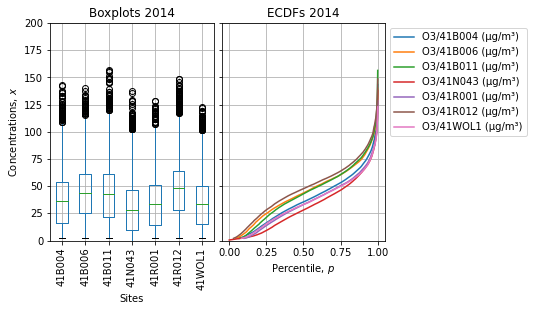 Boxplots 2014
ECDFs 2014
Concentrations, x
200
175
150
125
100
75
50
25
0
41B004
41B006
41B011
41N043
41R001
41R012
41WOL1
Sites
0.00
0.25
0.50
0.75
1.00
Percentile, p
O3/41B004 (µg/m³)
O3/41B006 (µg/m³)
O3/41B011 (µg/m³)
O3/41N043 (µg/m³)
O3/41R001 (µg/m³)
O3/41R012 (µg/m³)
O3/41WOL1 (µg/m³)